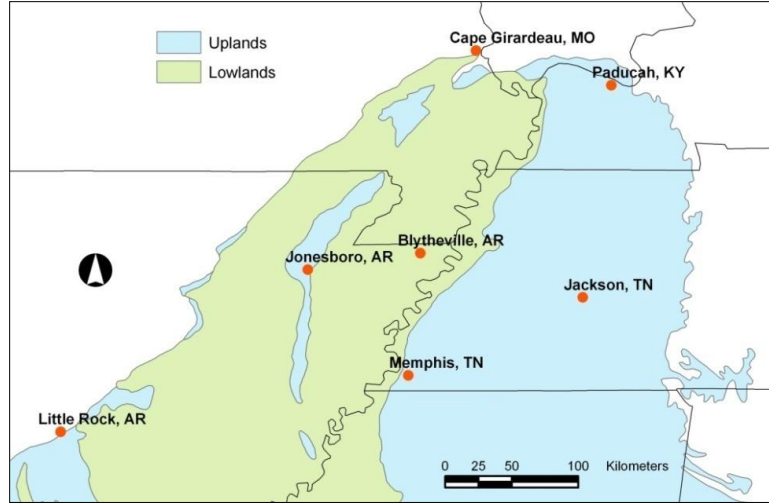 Cape Girardeau, MO
Uplands
Lowlands
Paducah, KY
Blytheville, AR
Jonesboro, AR
Jackson, TN
Memphis, TN
Little Rock, AR
0 25 50 100 Kilometers